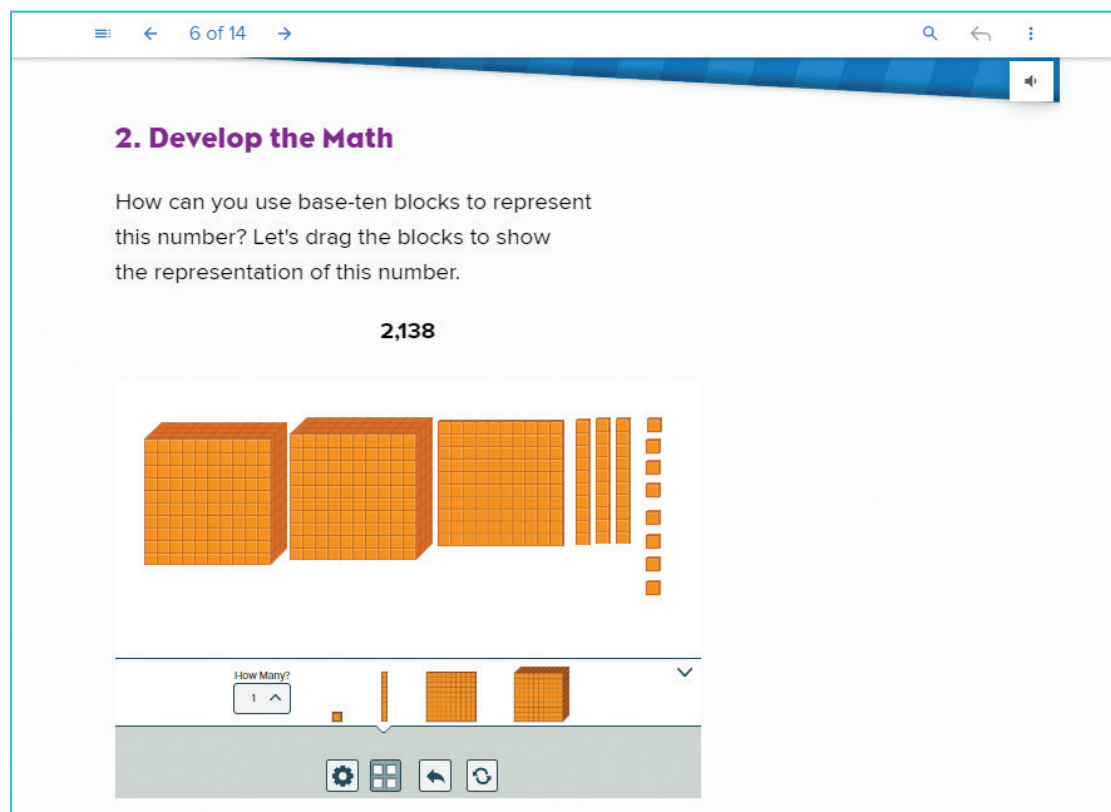 6 of 14
2. Develop the Math
How can you use base-ten blocks to represent
this number? Let's drag the blocks to show
the representation of this number.
2,138
How Many?
1